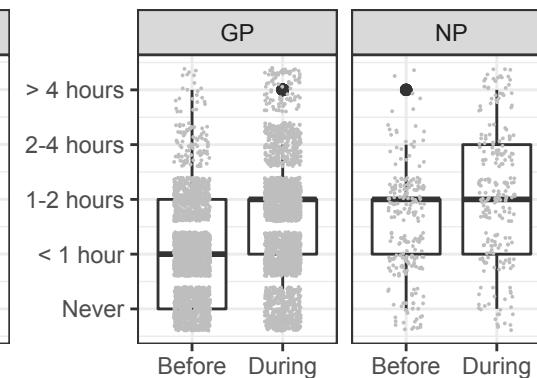 GP
NP
> 4 hours
2-4 hours
1-2 hours
< 1 hour
Never
Before During
Before During